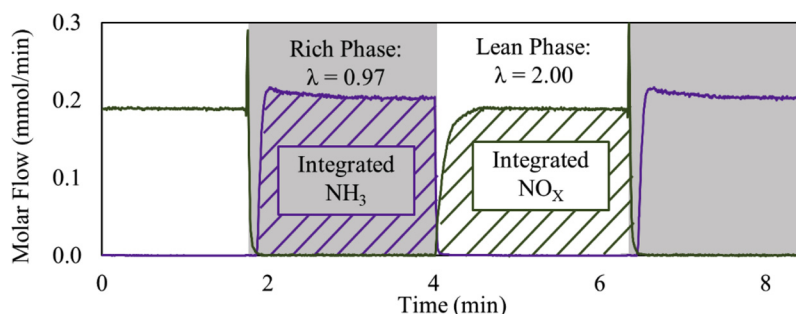 0.3
Rich Phase:
λ = 0.97
Lean Phase:
λ = 2.00
0.2
Molar Flow (mmol/min)
Integrated
NH₃
Integrated
NOₓ
0.1
0.0
0
2
4
6
8
Time (min)